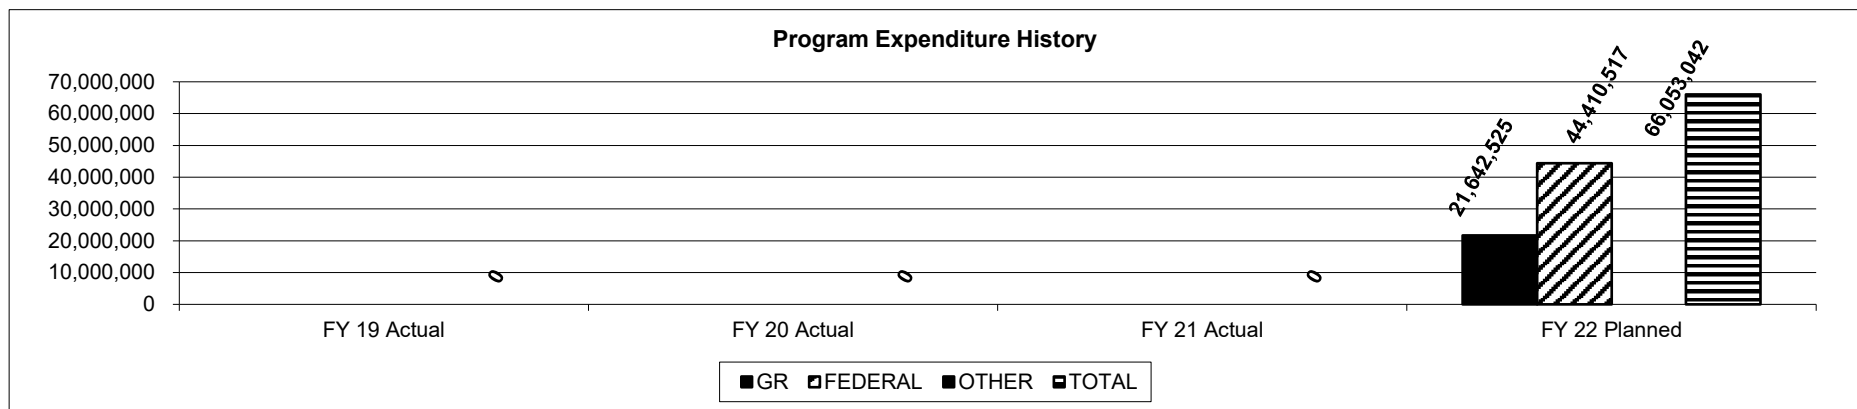 Program Expenditure History
70,000,000
60,000,000
50,000,000
40,000,000
30,000,000
20,000,000
10,000,000
0
0
0
0
21,642,525
44,410,517
66,053,042
FY 19 Actual
FY 20 Actual
FY 21 Actual
FY 22 Planned
GR FEDERAL OTHER TOTAL